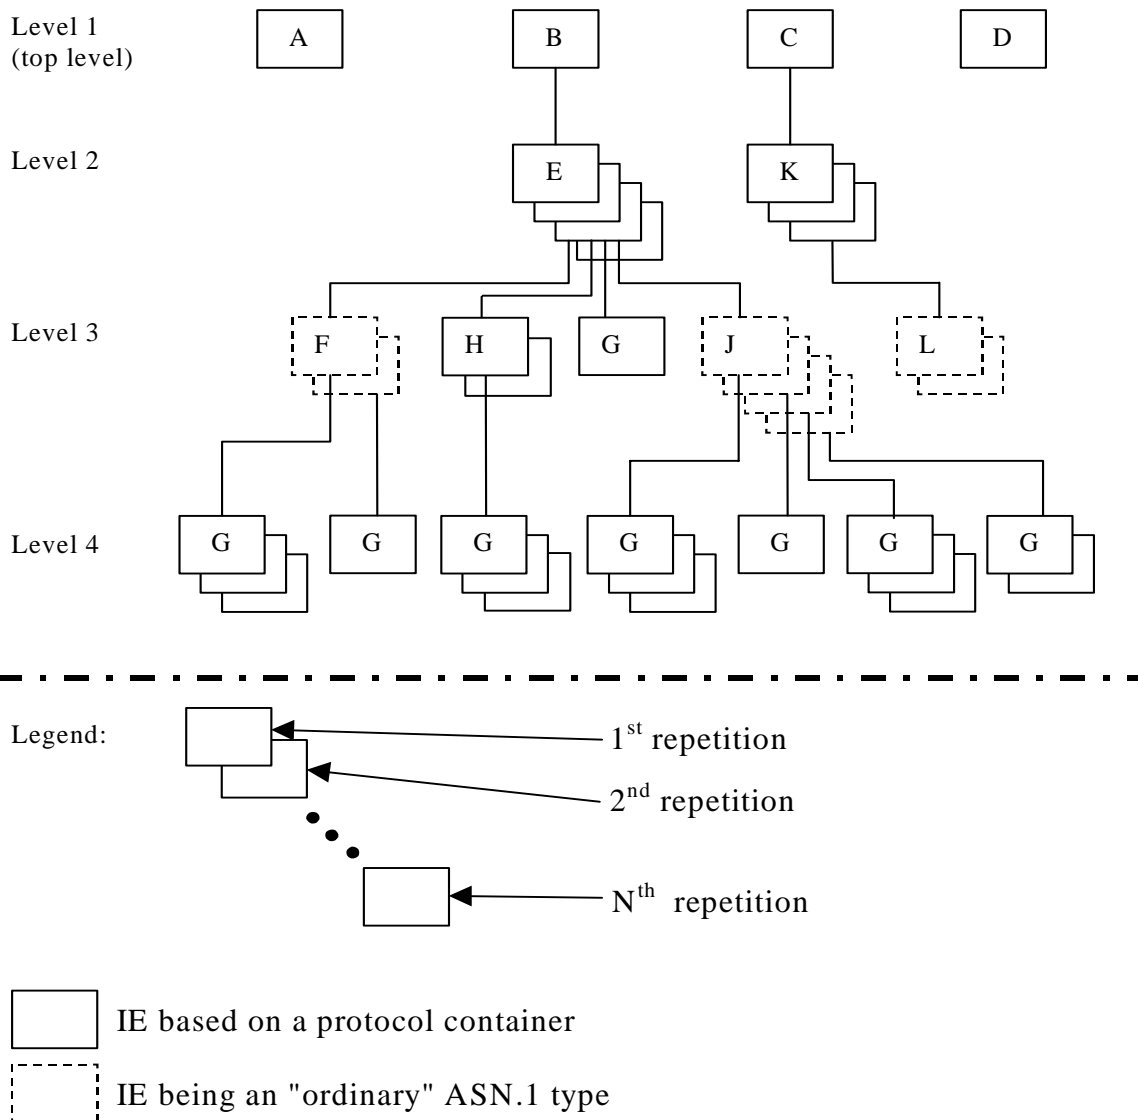 Level 1
(top level)
A
B
C
D
Level 2
E
K
Level 3
F
H
G
J
L
Level 4
G
G
G
G
G
G
G
Legend:
1st repetition
2nd repetition
Nth repetition
IE based on a protocol container
IE being an "ordinary" ASN.1 type